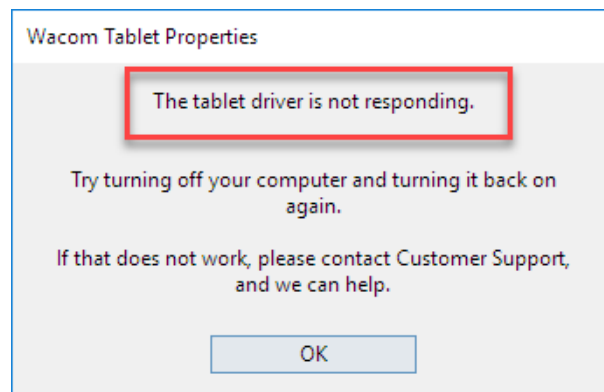 Wacom Tablet Properties
The tablet driver is not responding.
Try turning off your computer and turning it back on
again.
If that does not work, please contact Customer Support,
and we can help.
OK